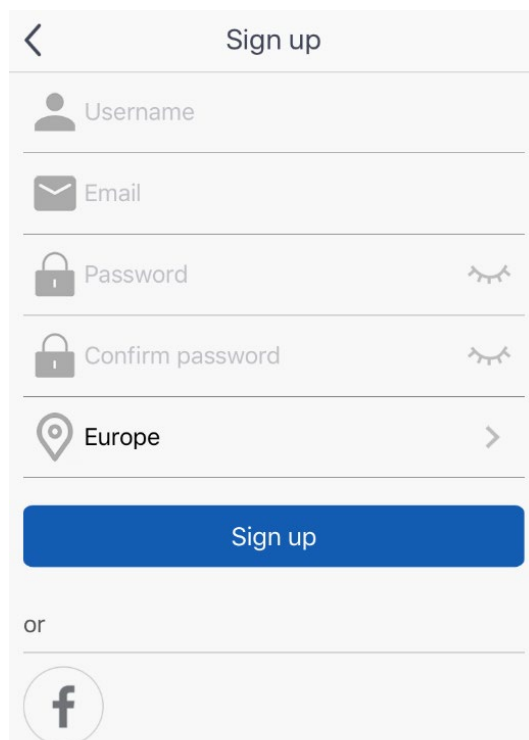 Sign up
Username
Email
Password
Confirm password
Europe
Sign up
or
f